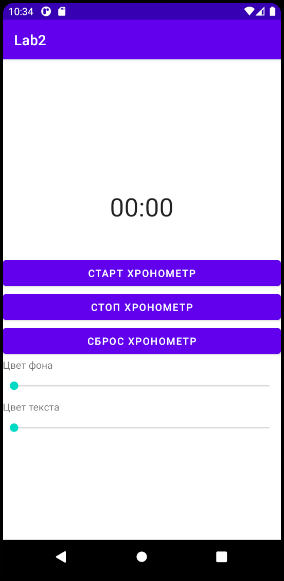 10:34
Lab2
00:00
СТАРТ ХРОНОМЕТР
СТОП ХРОНОМЕТР
СБРОС ХРОНОМЕТР
Цвет фона
Цвет текста